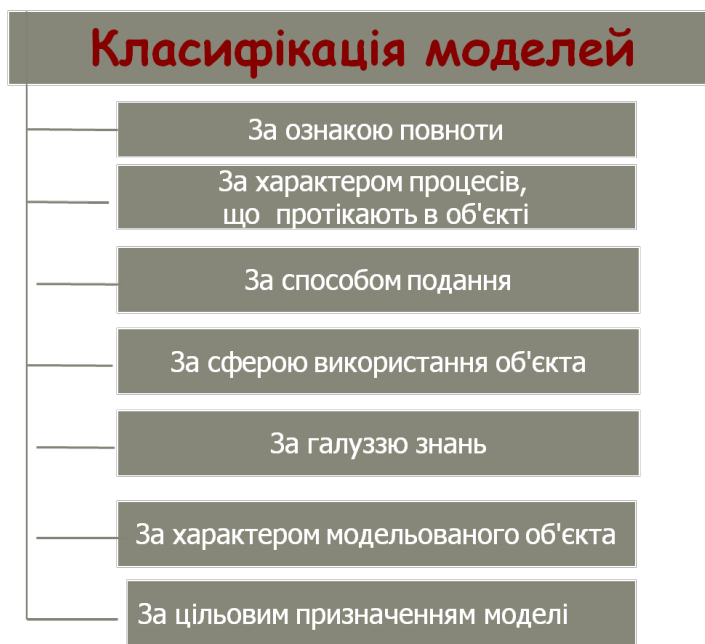 Класифікація моделей
За ознакою повноти
За характером процесів,
що протікають в об'єкті
За способом подання
За сферою використання об'єкта
За галуззю знань
За характером модельованого об'єкта
За цільовим призначенням моделі